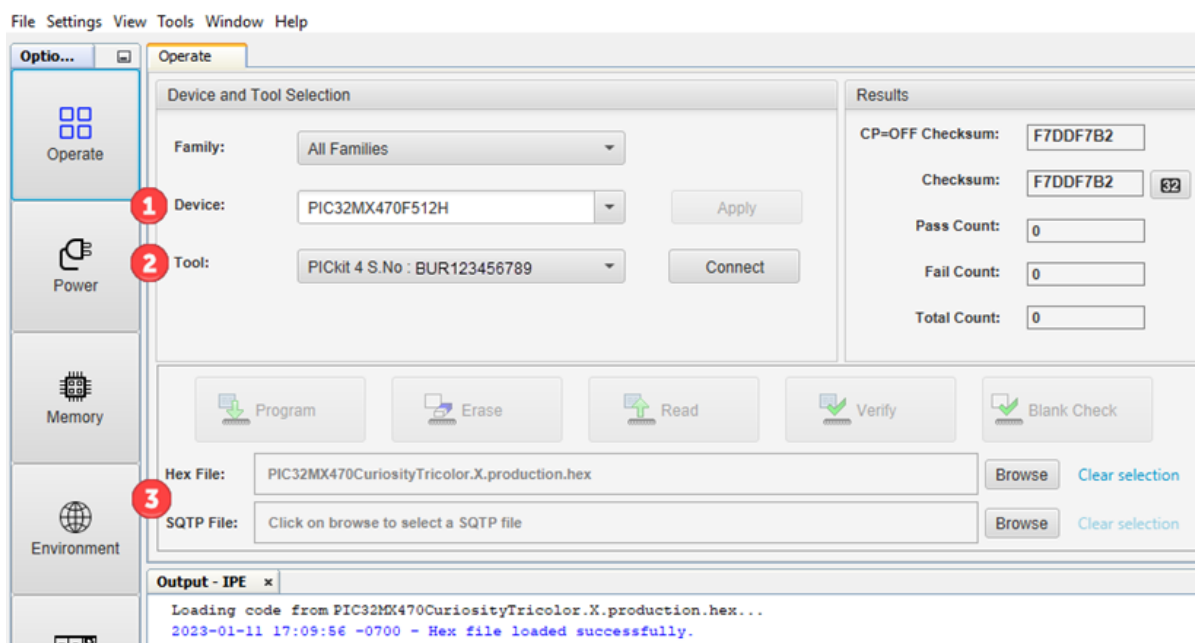 File Settings View Tools Window Help
Optio...
Operate
Power
Memory
Environment
Operate
Device and Tool Selection
Family: All Families
1 Device: PIC32MX470F512H Apply
2 Tool: PICkit 4 S.No : BUR123456789 Connect
Results
CP=OFF Checksum: F7DDF7B2
Checksum: F7DDF7B2 32
Pass Count: 0
Fail Count: 0
Total Count: 0
Program Erase Read Verify Blank Check
Hex File: PIC32MX470CuriosityTricolor.X.production.hex Browse Clear selection
3
SQTP File: Click on browse to select a SQTP file Browse Clear selection
Output - IPE ×
Loading code from PIC32MX470CuriosityTricolor.X.production.hex...
2023-01-11 17:09:56 -0700 - Hex file loaded successfully.